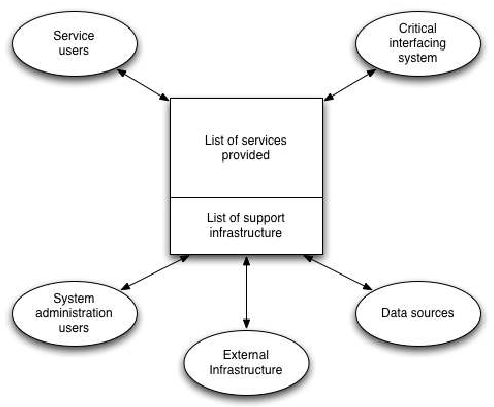 Service
users
Critical
interfacing
system
List of services
provided
List of support
infrastructure
System
administration
users
External
Infrastructure
Data sources